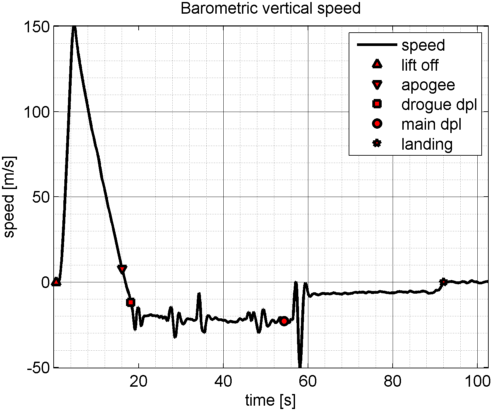 Barometric vertical speed
150
100
50
0
-50
speed [m/s]
speed
lift off
apogee
drogue dpl
main dpl
landing
20
40
60
80
100
time [s]